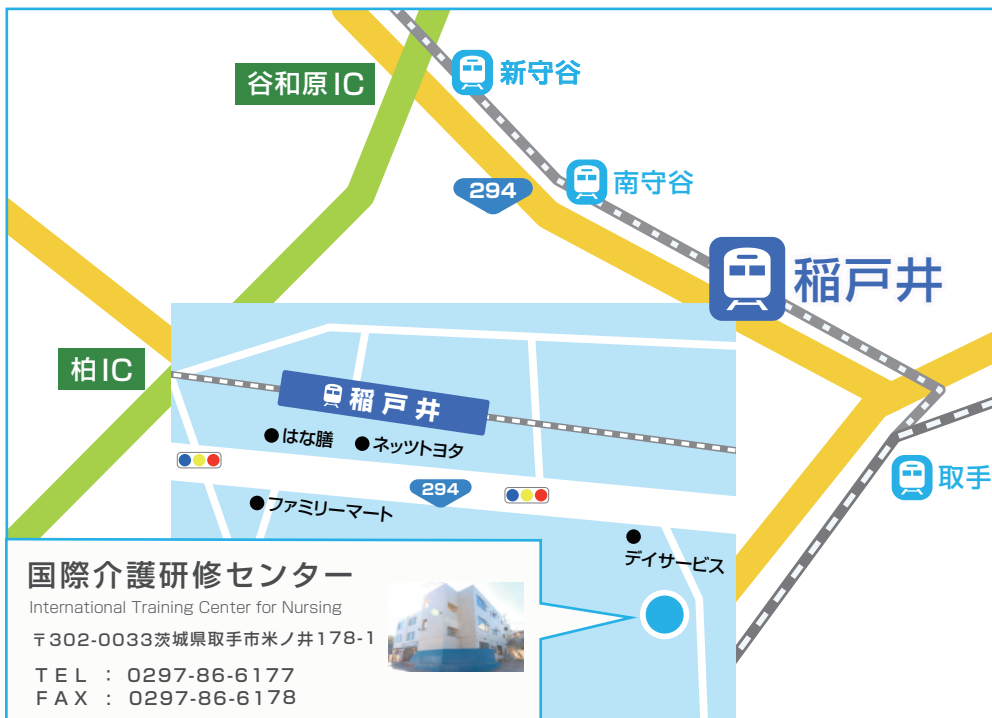 谷和原IC
新守谷
294
南守谷
稲戸井
柏IC
稲戸井
はな膳
ネッツトヨタ
294
ファミリーマート
取手
デイサービス
国際介護研修センター
International Training Center for Nursing
〒302-0033茨城県取手市米ノ井178-1
TEL : 0297-86-6177
FAX : 0297-86-6178